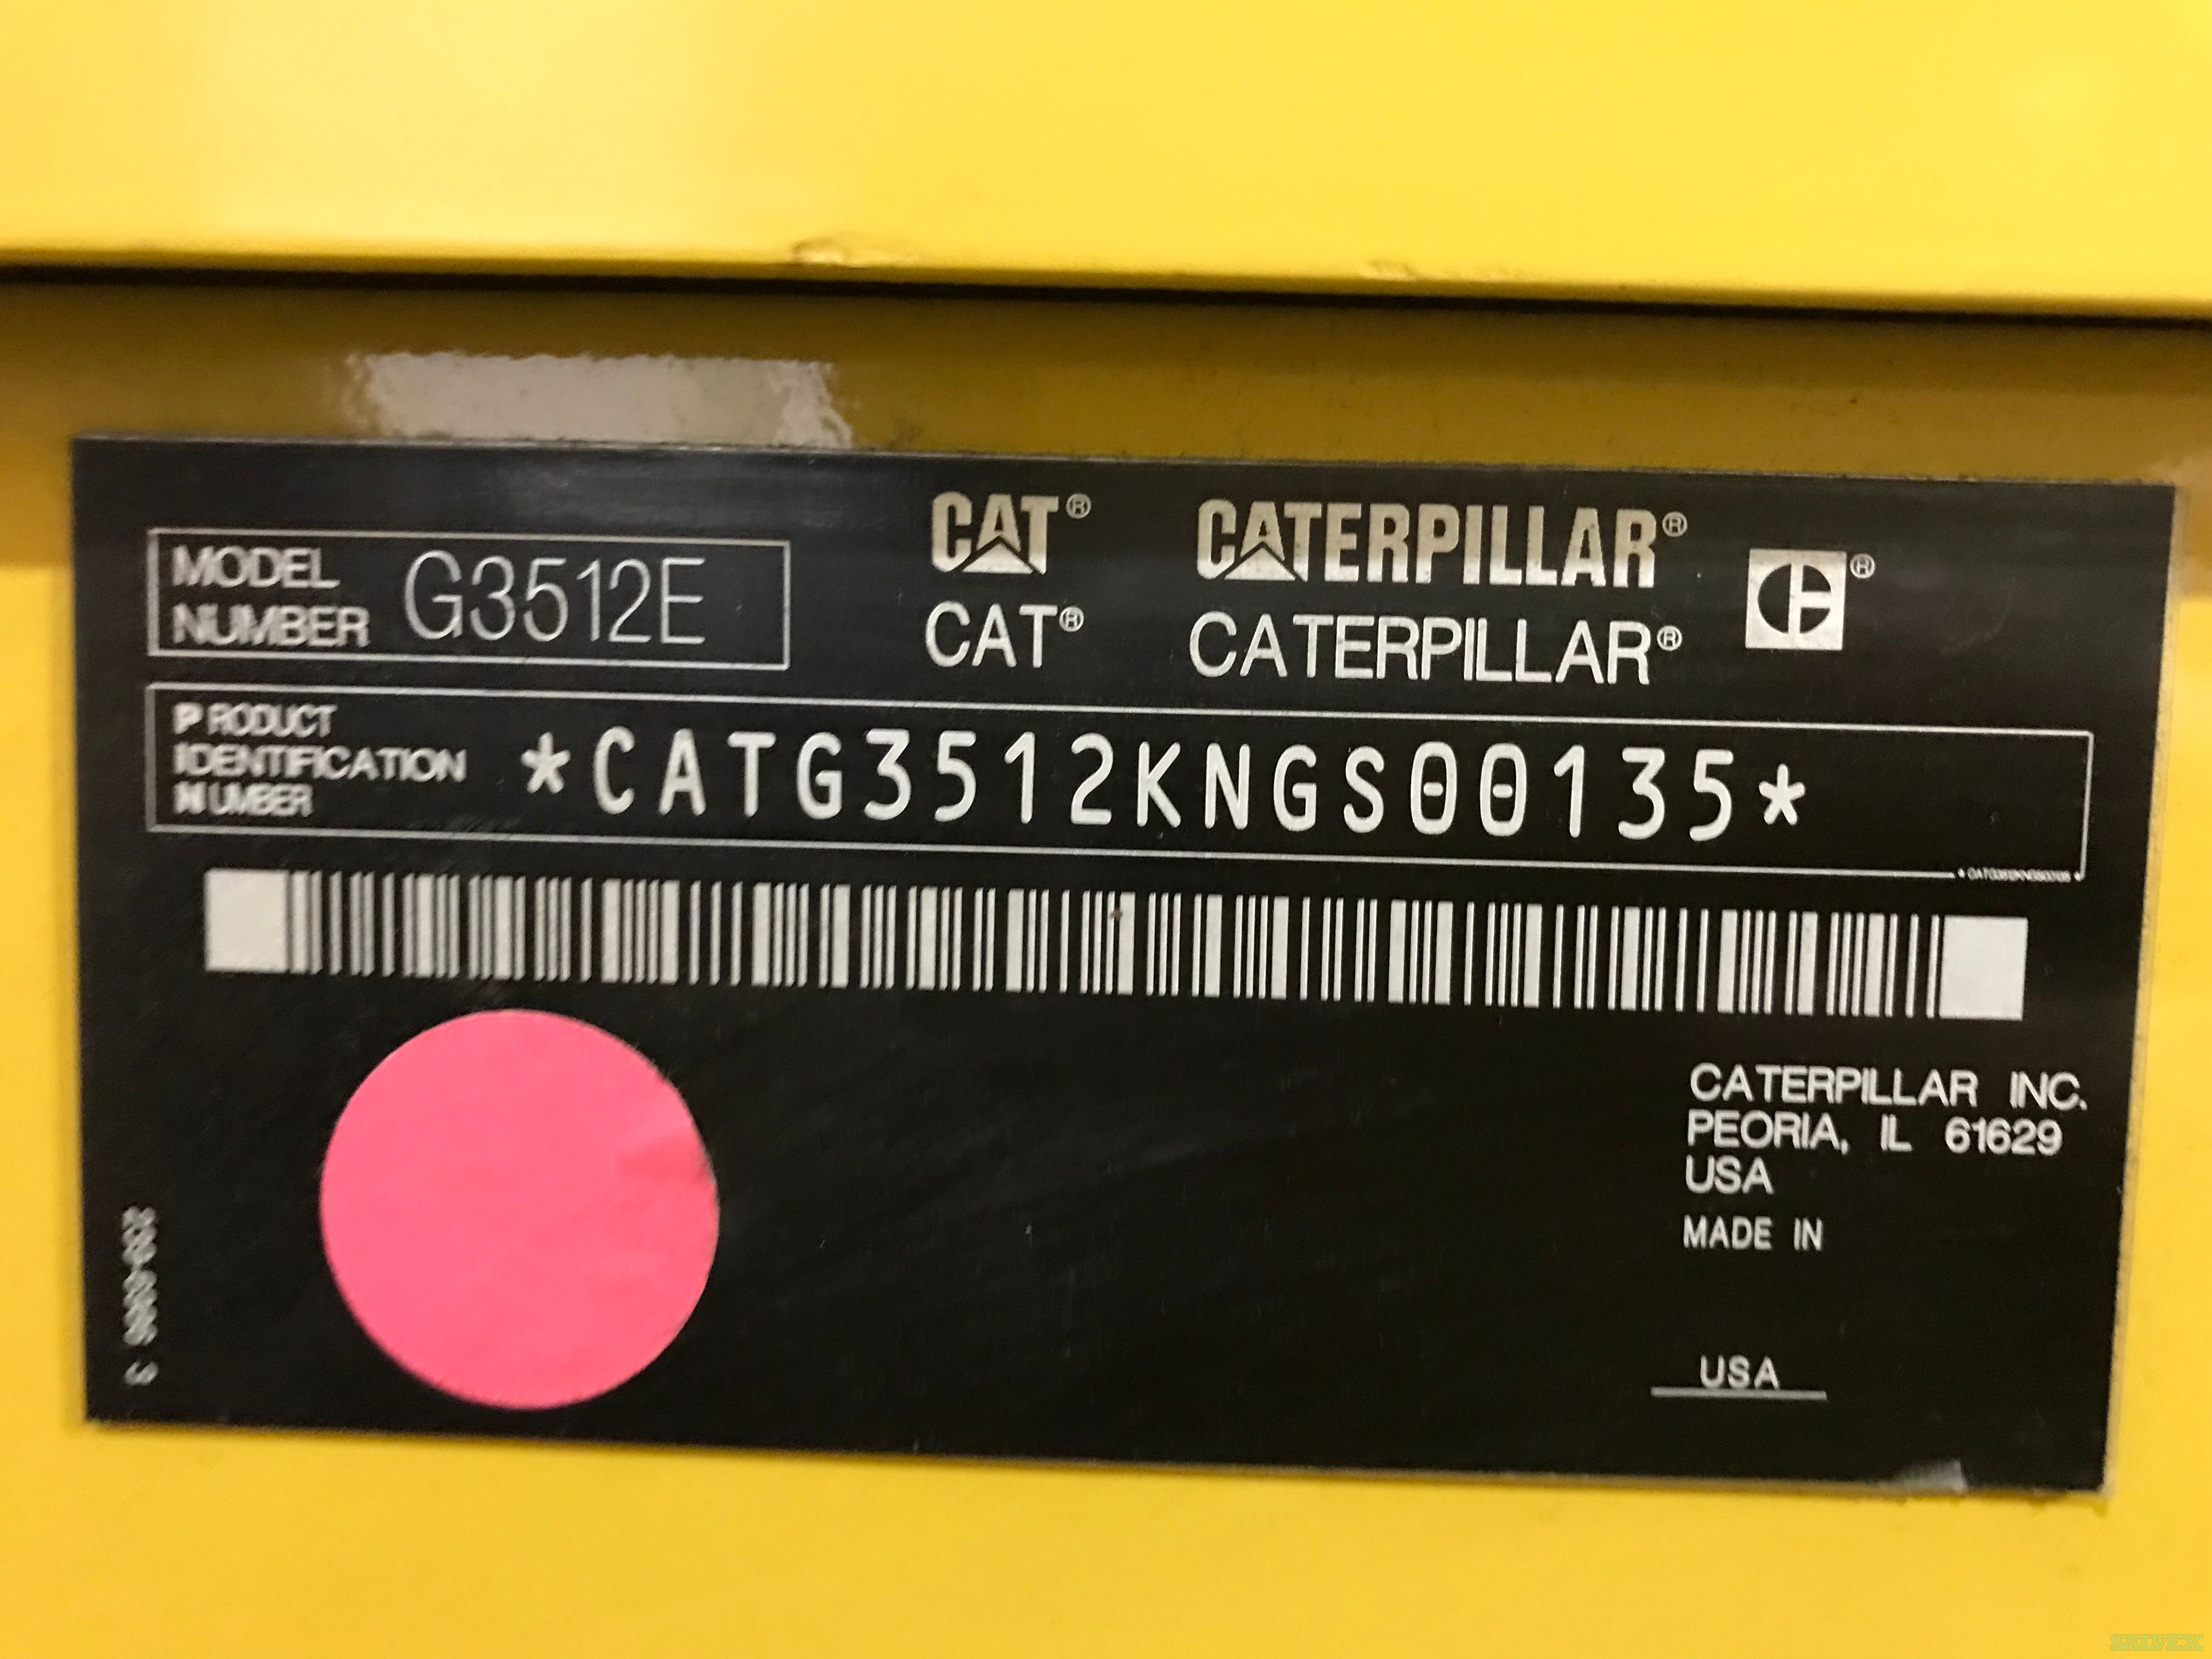 CAT® CATERPILLAR® ®
MODEL
NUMBER G3512E
CAT® CATERPILLAR®
PRODUCT
IDENTIFICATION
NUMBER
*CATG3512KNGS00135*
CATERPILLAR INC.
PEORIA, IL 61629
USA
MADE IN
USA
SALVEX